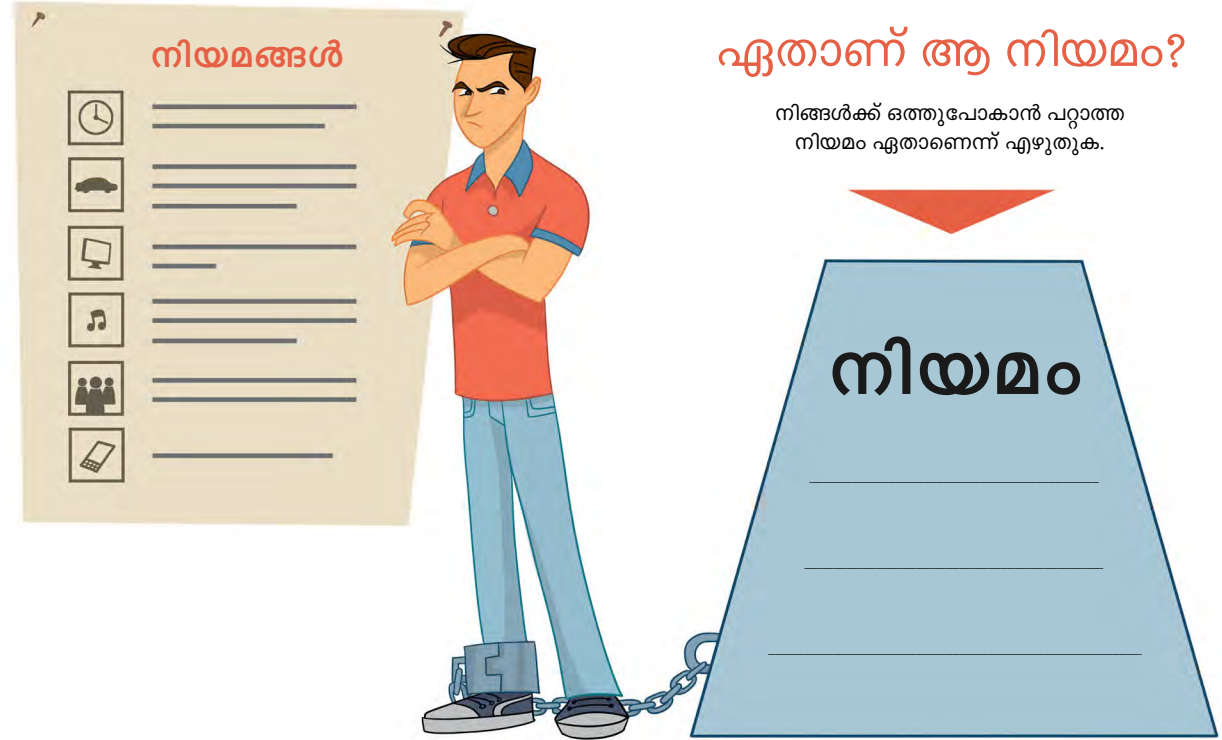 നിയമങ്ങൾ
ഏതാണ് ആ നിയമം?
നിങ്ങൾക്ക് ഒത്തുപോകാൻ പറ്റാത്ത
നിയമം ഏതാണെന്ന് എഴുതുക.
നിയമം